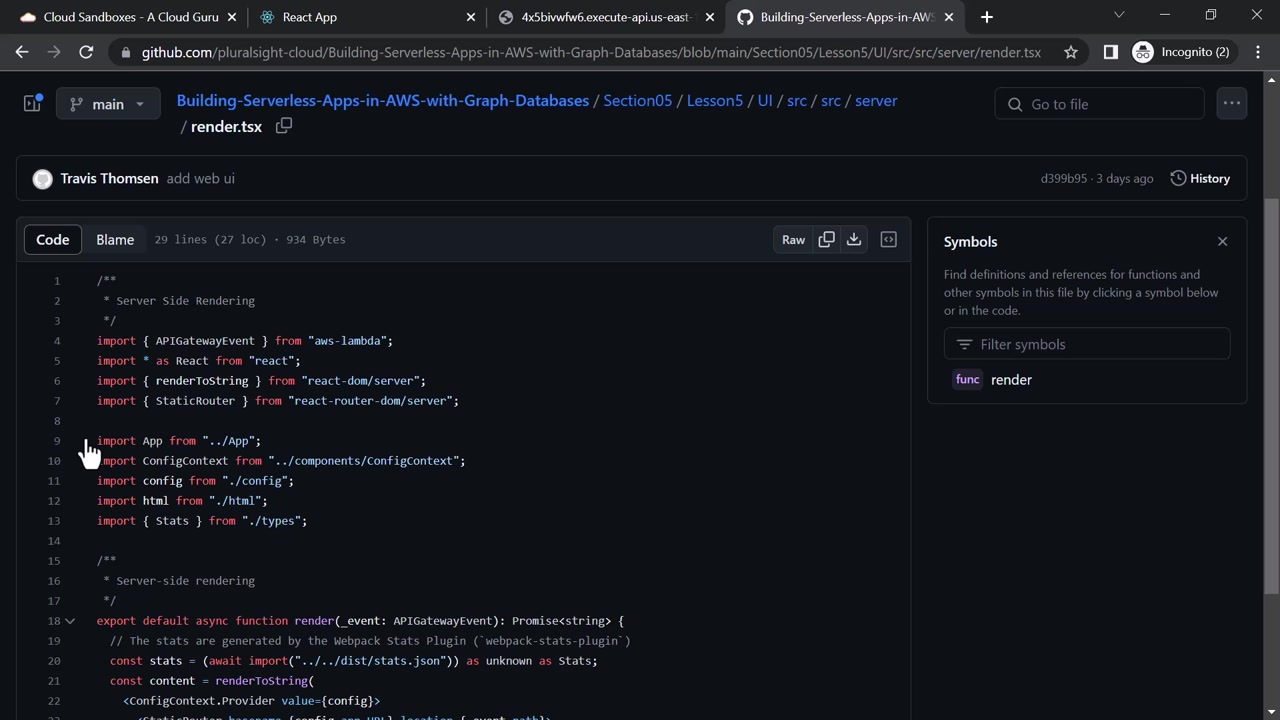 Cloud Sandboxes - A Cloud Guru
React App
4x5bivwfw6.execute-api.us-east-
Building-Serverless-Apps-in-AWS
github.com/pluralsight-cloud/Building-Serverless-Apps-in-AWS-with-Graph-Databases/blob/main/Section05/Lesson5/UI/src/src/server/render.tsx
Incognito (2)
main
Building-Serverless-Apps-in-AWS-with-Graph-Databases / Section05 / Lesson5 / UI / src / src / server
/ render.tsx
Go to file
Travis Thomsen add web ui
d399b95 · 3 days ago
History
Code
Blame
29 lines (27 loc) · 934 Bytes
Raw
Symbols
Find definitions and references for functions and
other symbols in this file by clicking a symbol below
or in the code.
Filter symbols
func render
1 /**
2 * Server Side Rendering
3 */
4 import { APIGatewayEvent } from "aws-lambda";
5 import * as React from "react";
6 import { renderToString } from "react-dom/server";
7 import { StaticRouter } from "react-router-dom/server";
8
9 import App from "../App";
10 import ConfigContext from "../components/ConfigContext";
11 import config from "./config";
12 import html from "./html";
13 import { Stats } from "./types";
14
15 /**
16 * Server-side rendering
17 */
18 export default async function render(_event: APIGatewayEvent): Promise<string> {
19 // The stats are generated by the Webpack Stats Plugin (`webpack-stats-plugin`)
20 const stats = (await import("../../dist/stats.json")) as unknown as Stats;
21 const content = renderToString(
22 <ConfigContext.Provider value={config}>